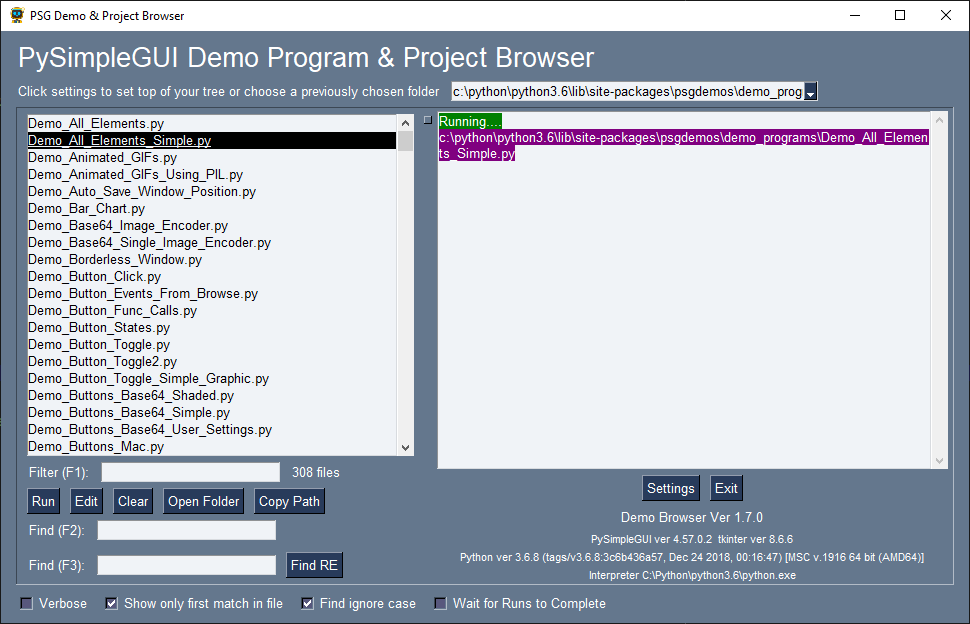 PSG Demo & Project Browser
PySimpleGUI Demo Program & Project Browser
Click settings to set top of your tree or choose a previously chosen folder
c:\python\python3.6\lib\site-packages\psgdemos\demo_prog
Demo_All_Elements.py
Demo_All_Elements_Simple.py
Demo_Animated_GIFs.py
Demo_Animated_GIFs_Using_PIL.py
Demo_Auto_Save_Window_Position.py
Demo_Bar_Chart.py
Demo_Base64_Image_Encoder.py
Demo_Base64_Single_Image_Encoder.py
Demo_Borderless_Window.py
Demo_Button_Click.py
Demo_Button_Events_From_Browse.py
Demo_Button_Func_Calls.py
Demo_Button_States.py
Demo_Button_Toggle.py
Demo_Button_Toggle2.py
Demo_Button_Toggle_Simple_Graphic.py
Demo_Buttons_Base64_Shaded.py
Demo_Buttons_Base64_Simple.py
Demo_Buttons_Base64_User_Settings.py
Demo_Buttons_Mac.py
Filter (F1):
308 files
Run
Edit
Clear
Open Folder
Copy Path
Find (F2):
Find (F3):
Find RE
Running....
c:\python\python3.6\lib\site-packages\psgdemos\demo_programs\Demo_All_Elemen
ts_Simple.py
Settings
Exit
Demo Browser Ver 1.7.0
PySimpleGUI ver 4.57.0.2 tkinter ver 8.6.6
Python ver 3.6.8 (tags/v3.6.8:3c6b436a57, Dec 24 2018, 00:16:47) [MSC v.1916 64 bit (AMD64)]
Interpreter C:\Python\python3.6\python.exe
Verbose
Show only first match in file
Find ignore case
Wait for Runs to Complete